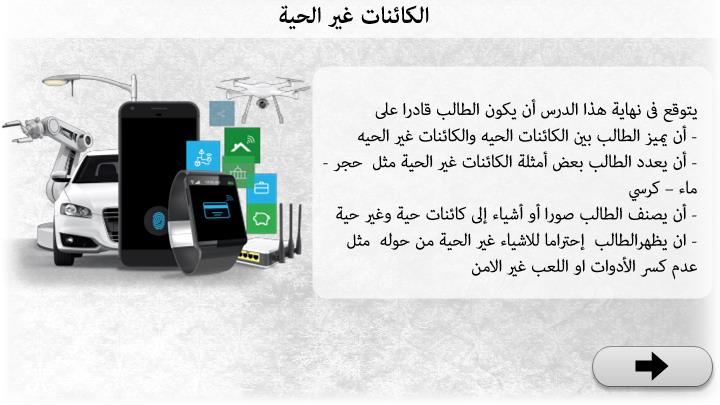 الكائنات غير الحية
يتوقع فى نهاية هذا الدرس أن يكون الطالب قادرا على
- أن يميز الطالب بين الكائنات الحيه والكائنات غير الحيه
- أن يعدد الطالب بعض أمثلة الكائنات غير الحية مثل حجر -
ماء – كرسي
- أن يصنف الطالب صورا أو أشياء إلى كائنات حية وغير حية
- ان يظهرالطالب إحتراما للاشياء غير الحية من حوله مثل
عدم كسر الأدوات او اللعب غير الامن